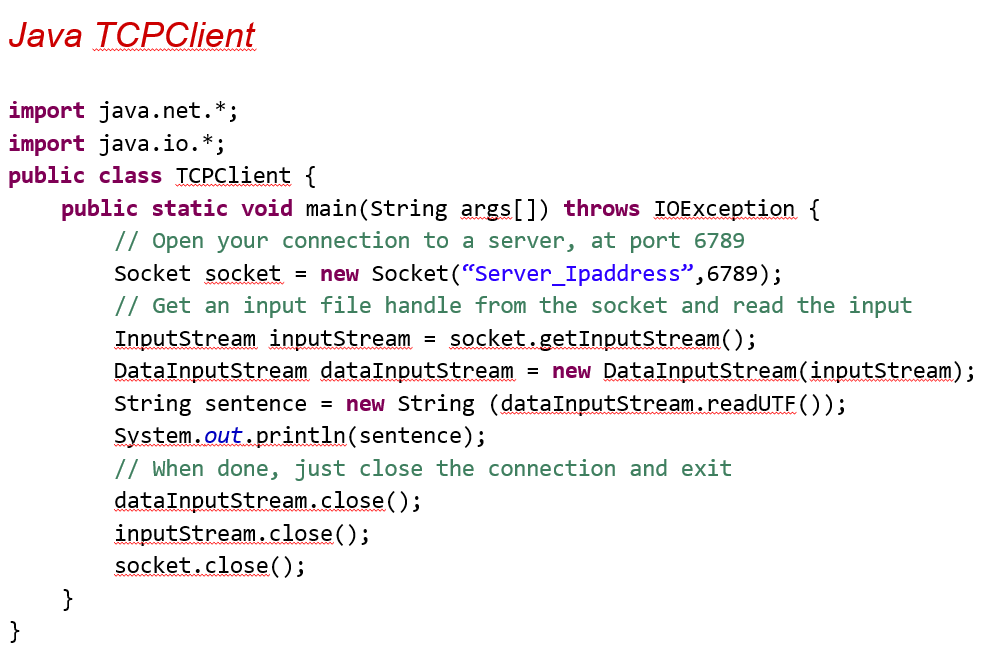 Java TCPClient
import java.net.*;
import java.io.*;
public class TCPClient {
    public static void main(String args[]) throws IOException {
        // Open your connection to a server, at port 6789
        Socket socket = new Socket(“Server_Ipaddress”,6789);
        // Get an input file handle from the socket and read the input
        InputStream inputStream = socket.getInputStream();
        DataInputStream dataInputStream = new DataInputStream(inputStream);
        String sentence = new String (dataInputStream.readUTF());
        System.out.println(sentence);
        // When done, just close the connection and exit
        dataInputStream.close();
        inputStream.close();
        socket.close();
    }
}